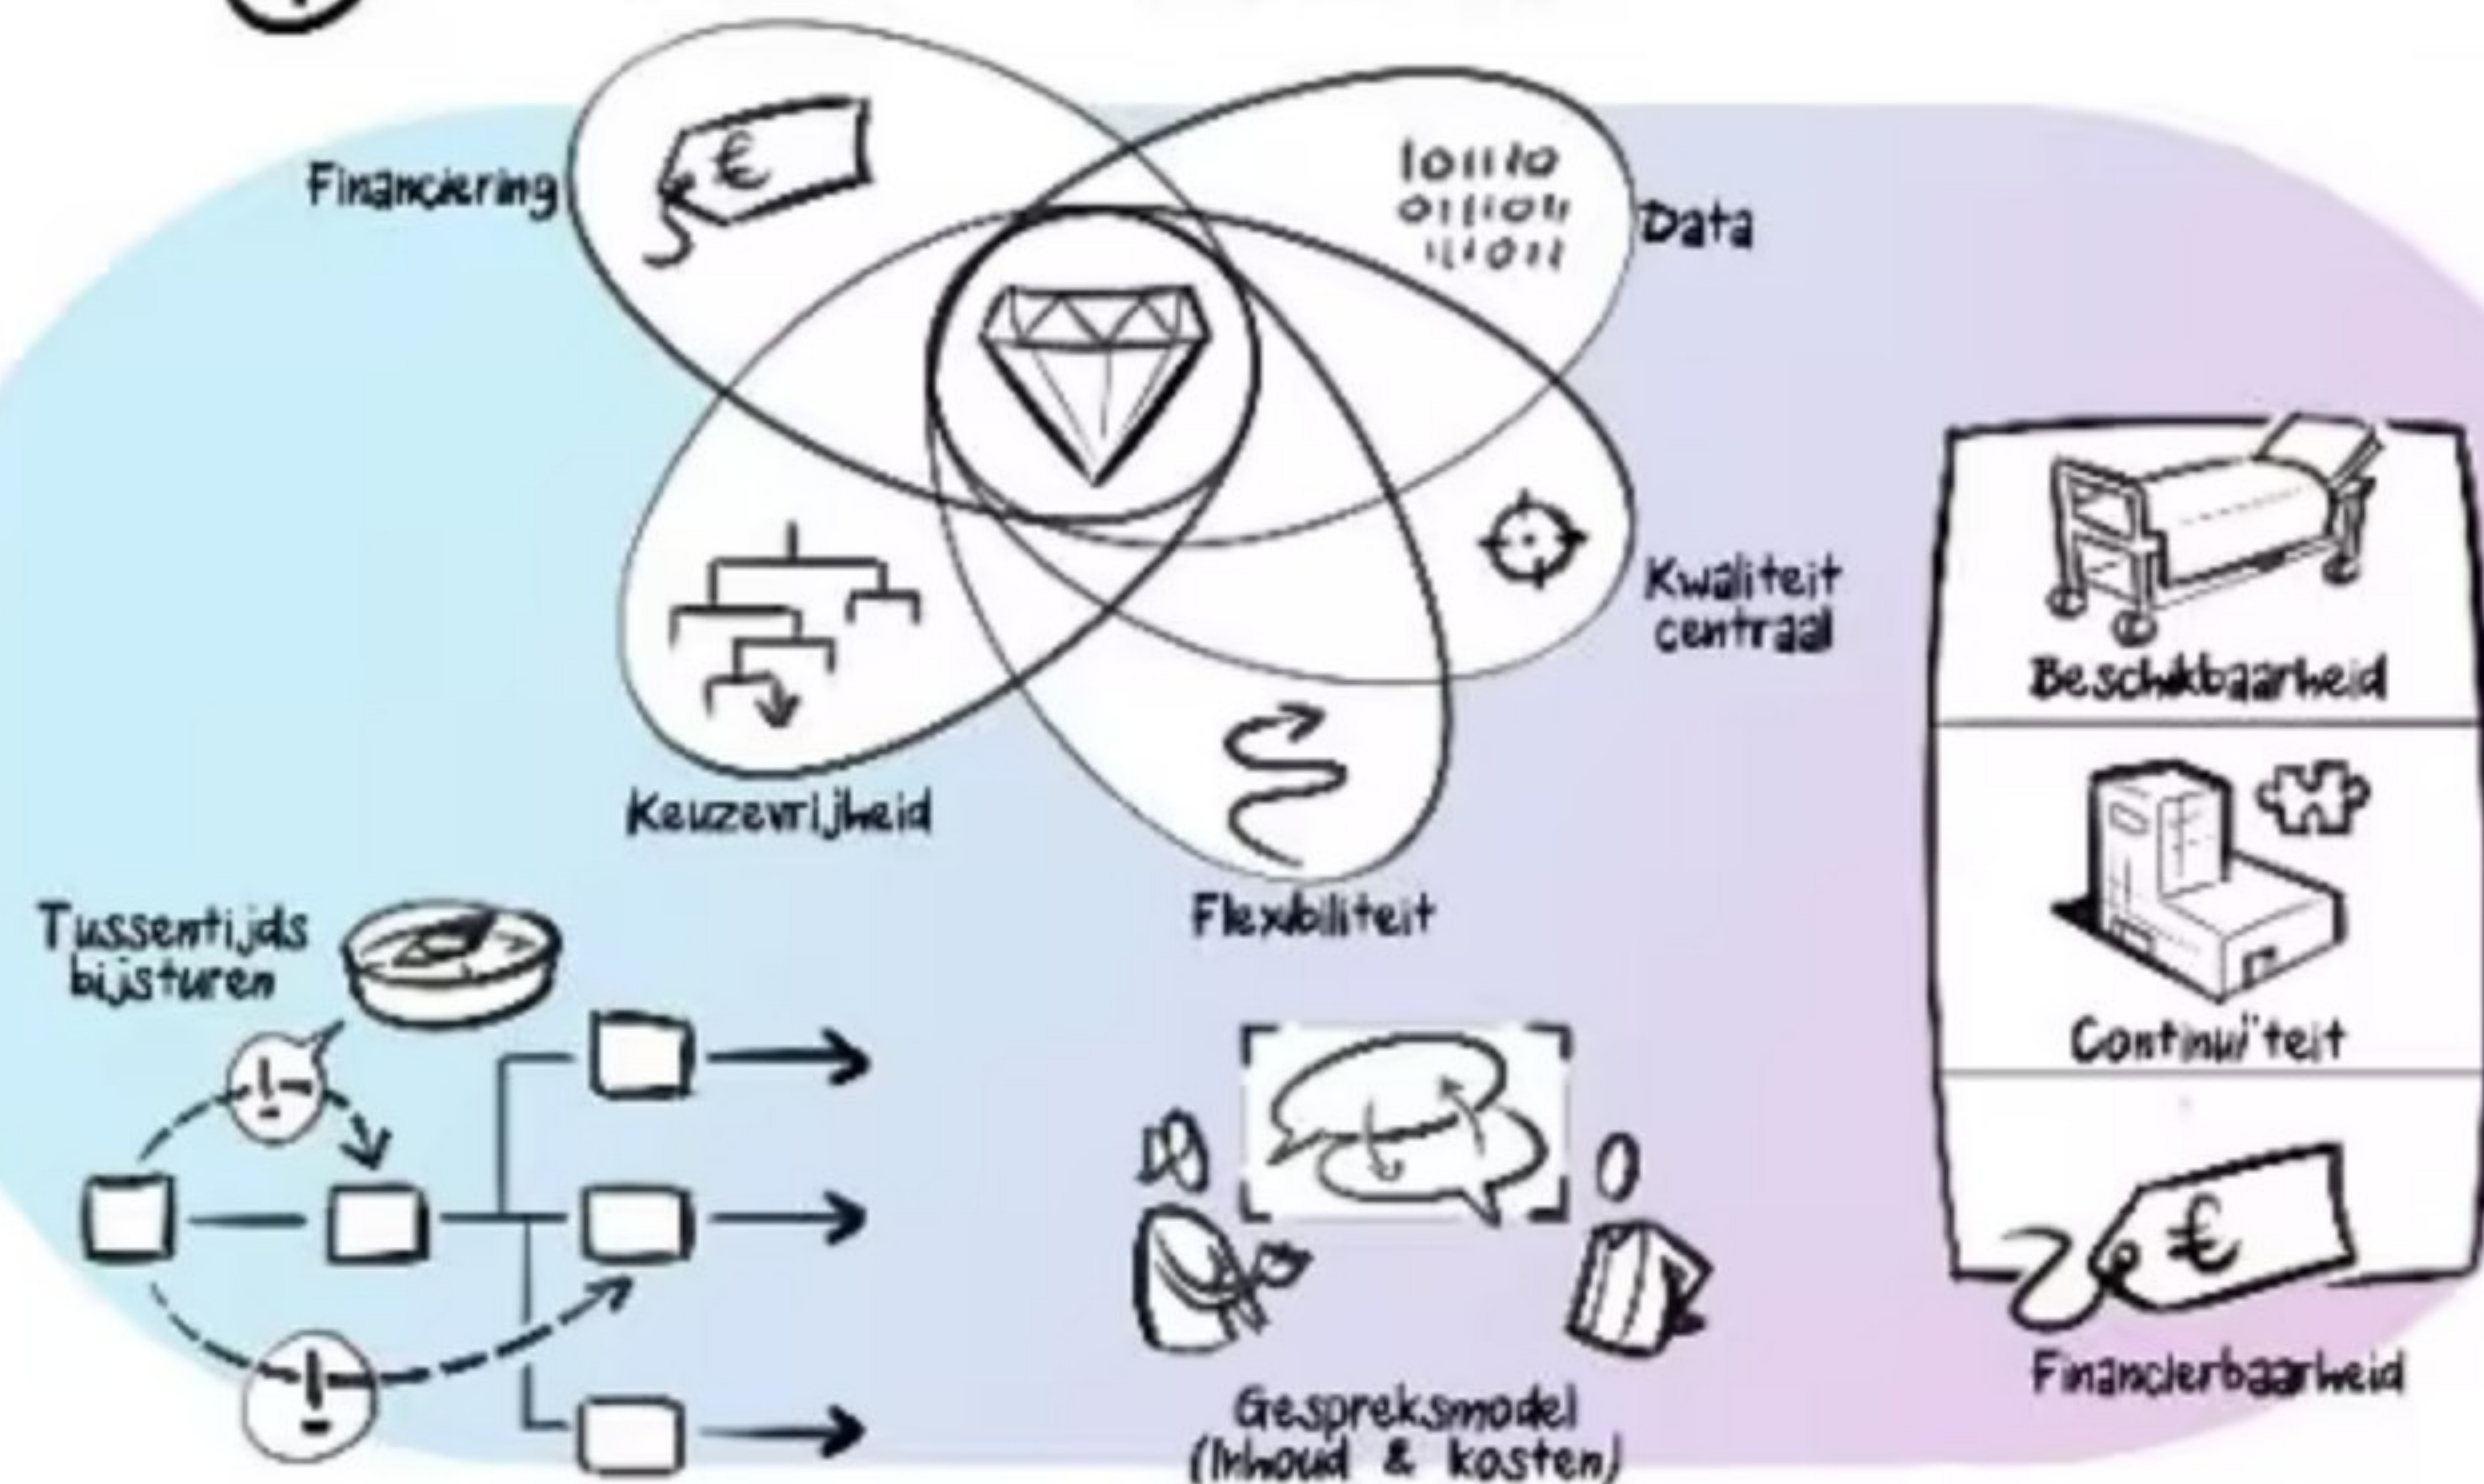 Financiering
€
Data
Kwaliteit
centraal
Keuzevrijheid
Flexibiliteit
Beschikbaarheid
Continuïteit
€
Financierbaarheid
Tussentijds
bijsturen
Gespreksmodel
(Inhoud & kosten)